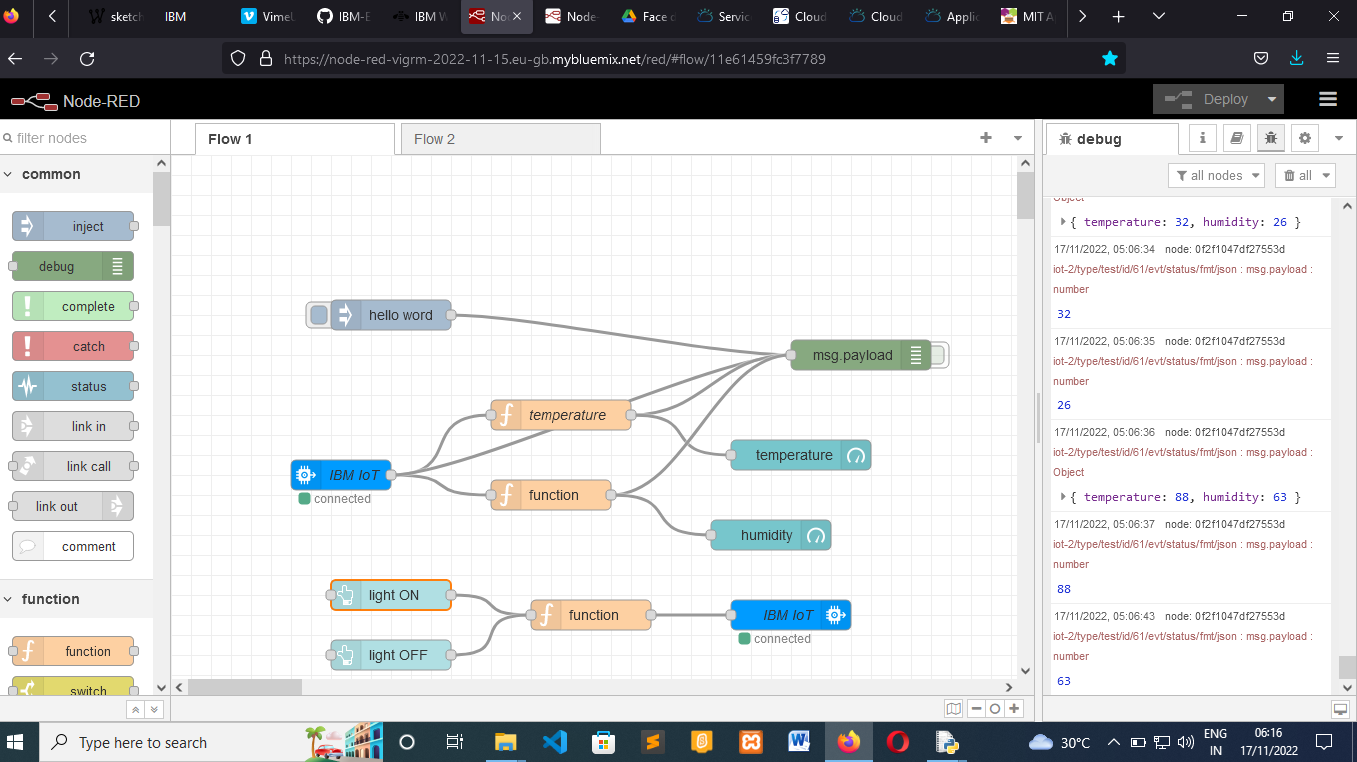 sketch
IBM
Vimeo
IBM-E
IBM W
Node
Node-
Face d
Servic
Cloud
Cloud
Applic
MIT Ap
https://node-red-vigrm-2022-11-15.eu-gb.mybluemix.net/red/#flow/11e61459fc3f7789
Node-RED
Deploy
filter nodes
Flow 1
Flow 2
debug
all nodes
all
common
inject
debug
complete
catch
status
link in
link call
link out
comment
function
function
switch
hello word
msg.payload
temperature
temperature
IBM IoT
connected
function
humidity
light ON
function
IBM IoT
connected
light OFF
Object
{ temperature: 32, humidity: 26 }
17/11/2022, 05:06:34 node: 0f2f1047df27553d
iot-2/type/test/id/61/evt/status/fmt/json : msg.payload :
number
32
17/11/2022, 05:06:35 node: 0f2f1047df27553d
iot-2/type/test/id/61/evt/status/fmt/json : msg.payload :
number
26
17/11/2022, 05:06:36 node: 0f2f1047df27553d
iot-2/type/test/id/61/evt/status/fmt/json : msg.payload :
Object
{ temperature: 88, humidity: 63 }
17/11/2022, 05:06:37 node: 0f2f1047df27553d
iot-2/type/test/id/61/evt/status/fmt/json : msg.payload :
number
88
17/11/2022, 05:06:43 node: 0f2f1047df27553d
iot-2/type/test/id/61/evt/status/fmt/json : msg.payload :
number
63
Type here to search
30°C
ENG
IN
06:16
17/11/2022